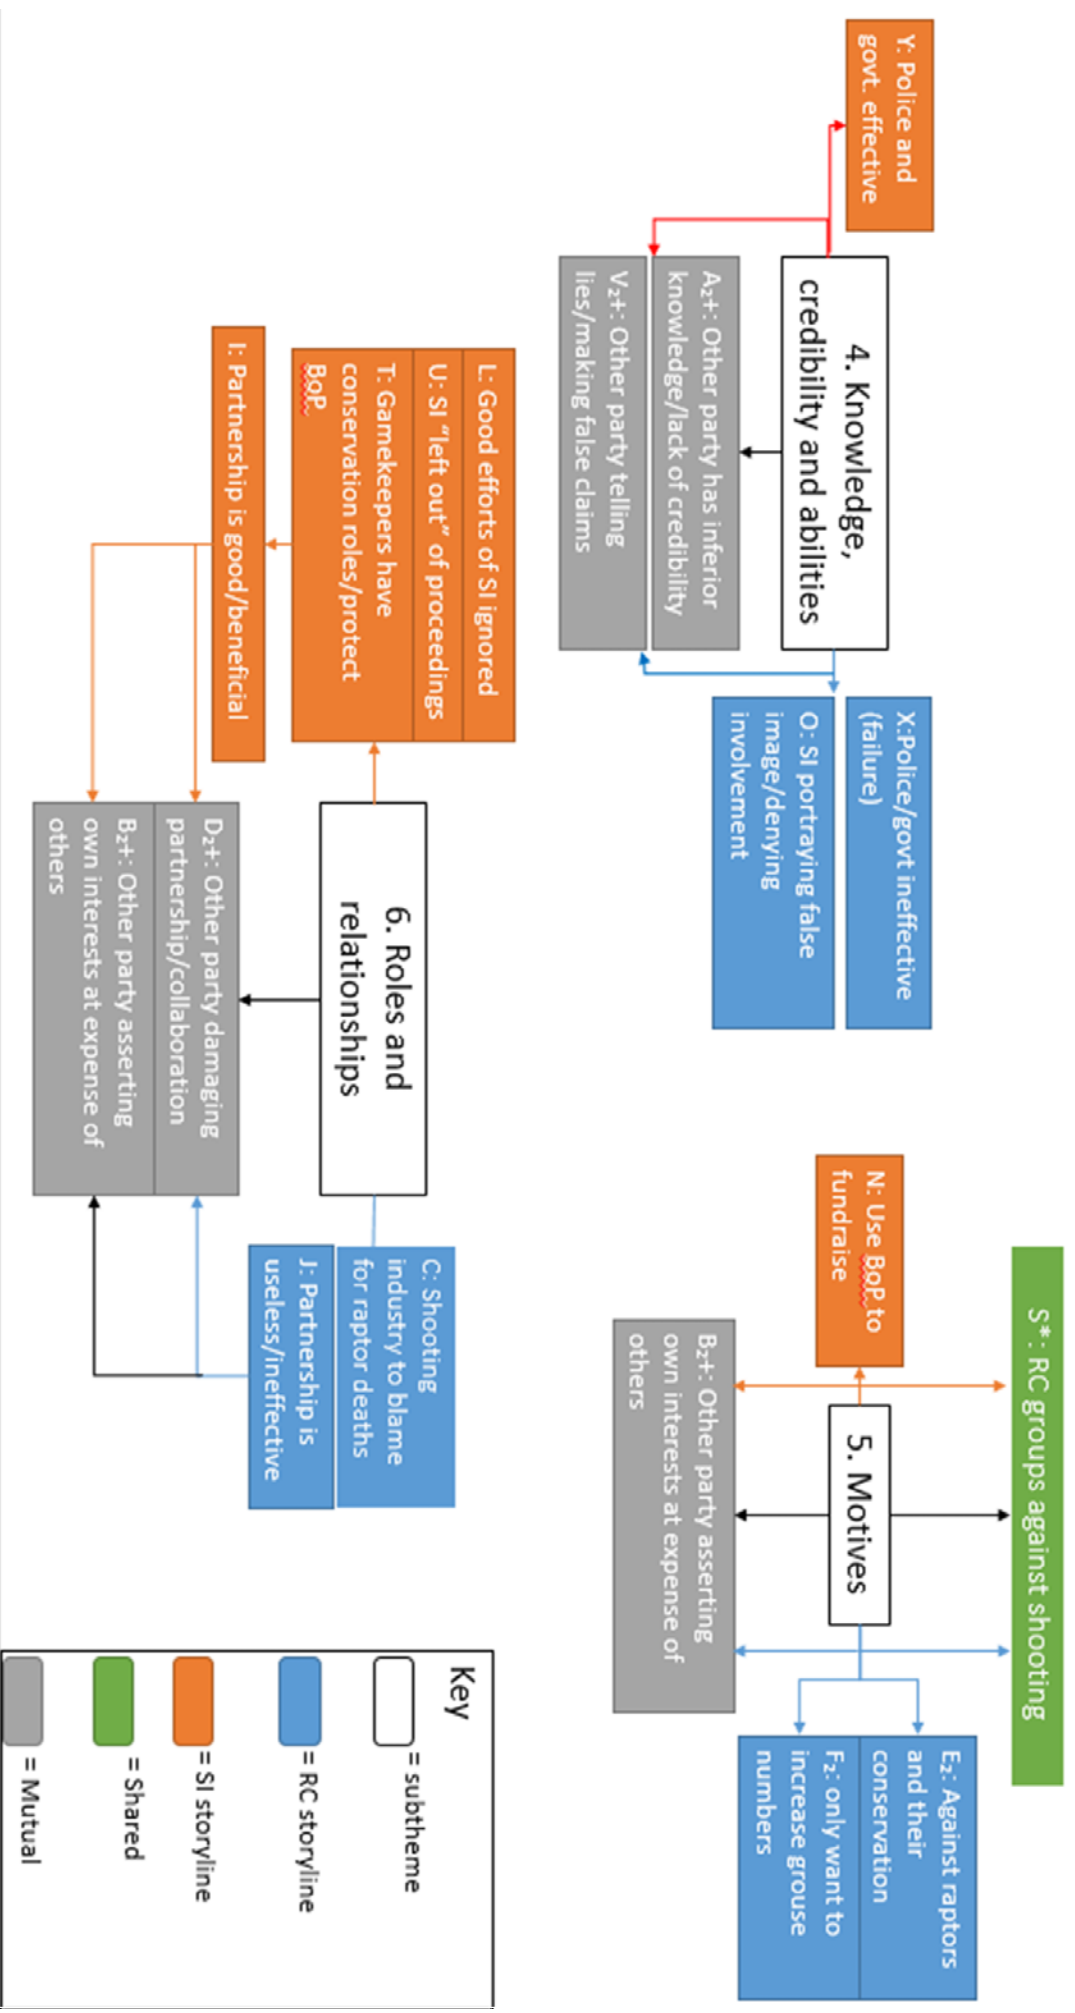 Y: Police and
govt. effective
4. Knowledge,
credibility and abilities
A₂+: Other party has inferior
knowledge/lack of credibility
V₂+: Other party telling
lies/making false claims
X:Police/govt ineffective
(failure)
O: SI portraying false
image/denying
involvement
S*: RC groups against shooting
N: Use BoP to
fundraise
5. Motives
B₂+: Other party asserting
own interests at expense of
others
E₂: Against raptors
and their
conservation
F₂: only want to
increase grouse
numbers
L: Good efforts of SI ignored
U: SI “left out” of proceedings
T: Gamekeepers have
conservation roles/protect
BoP
I: Partnership is good/beneficial
6. Roles and
relationships
D₂+: Other party damaging
partnership/collaboration
B₂+: Other party asserting
own interests at expense of
others
C: Shooting
industry to blame
for raptor deaths
J: Partnership is
useless/ineffective
Key
= subtheme
= RC storyline
= SI storyline
= Shared
= Mutual